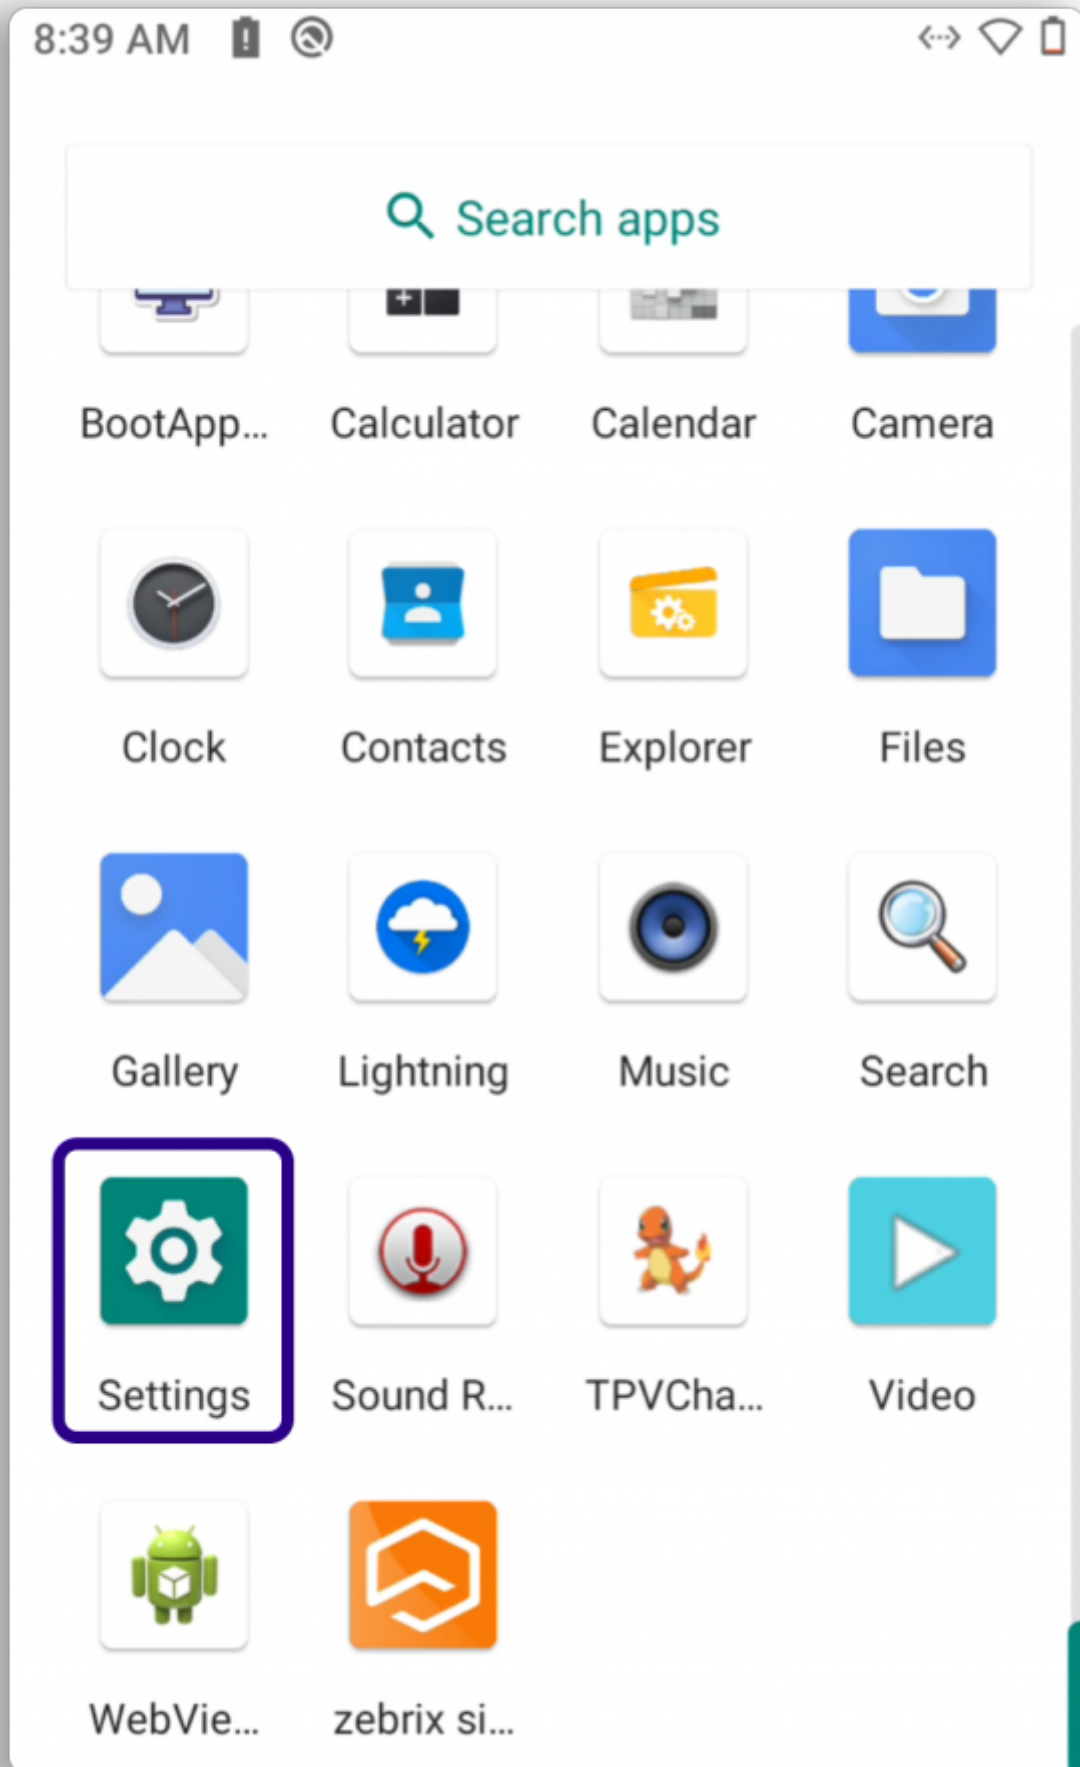 8:39 AM
Search apps
BootApp... Calculator Calendar Camera
Clock Contacts Explorer Files
Gallery Lightning Music Search
Settings Sound R... TPVCha... Video
WebVie... zebrix si...